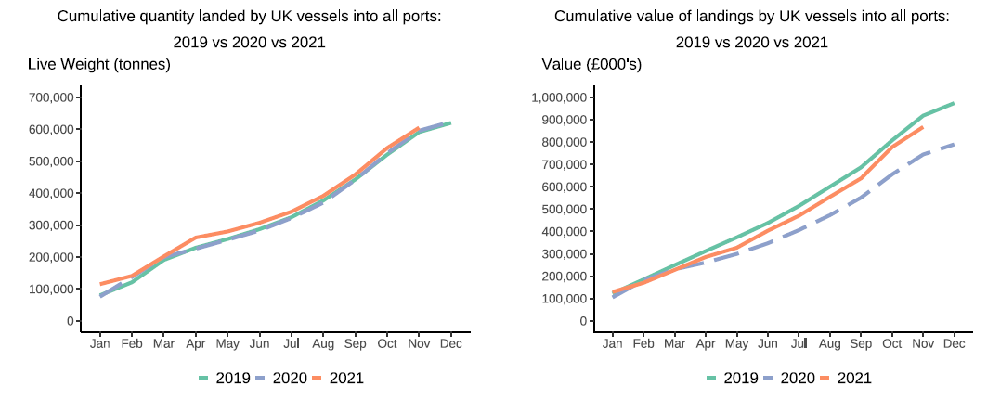 Cumulative quantity landed by UK vessels into all ports:
2019 vs 2020 vs 2021
Live Weight (tonnes)
700,000
600,000
500,000
400,000
300,000
200,000
100,000
0
Jan Feb Mar Apr May Jun Jul Aug Sep Oct Nov Dec
2019 2020 2021
Cumulative value of landings by UK vessels into all ports:
2019 vs 2020 vs 2021
Value (£000's)
1,000,000
900,000
800,000
700,000
600,000
500,000
400,000
300,000
200,000
100,000
0
Jan Feb Mar Apr May Jun Jul Aug Sep Oct Nov Dec
2019 2020 2021